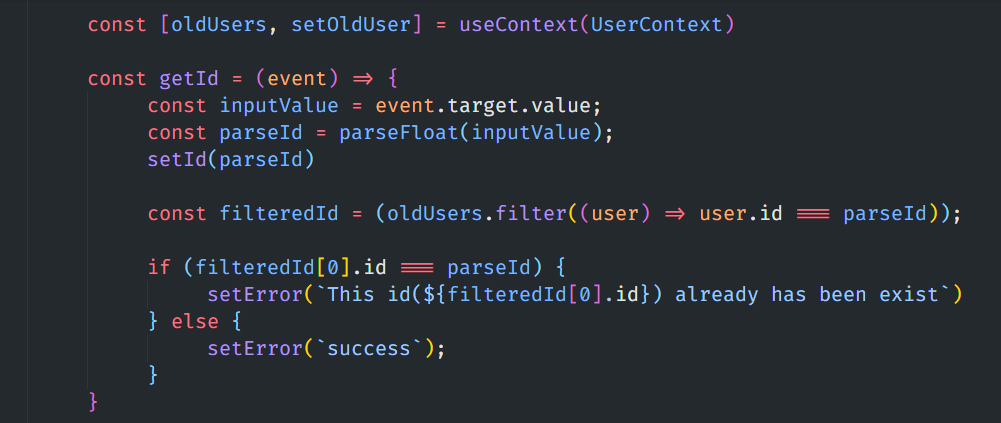 const [oldUsers, setOldUser] = useContext(UserContext)
const getId = (event) => {
const inputValue = event.target.value;
const parseId = parseFloat(inputValue);
setId(parseId)
const filteredId = (oldUsers.filter((user) => user.id === parseId));
if (filteredId[0].id === parseId) {
setError(`This id(${filteredId[0].id}) already has been exist`)
} else {
setError(`success`);
}
}